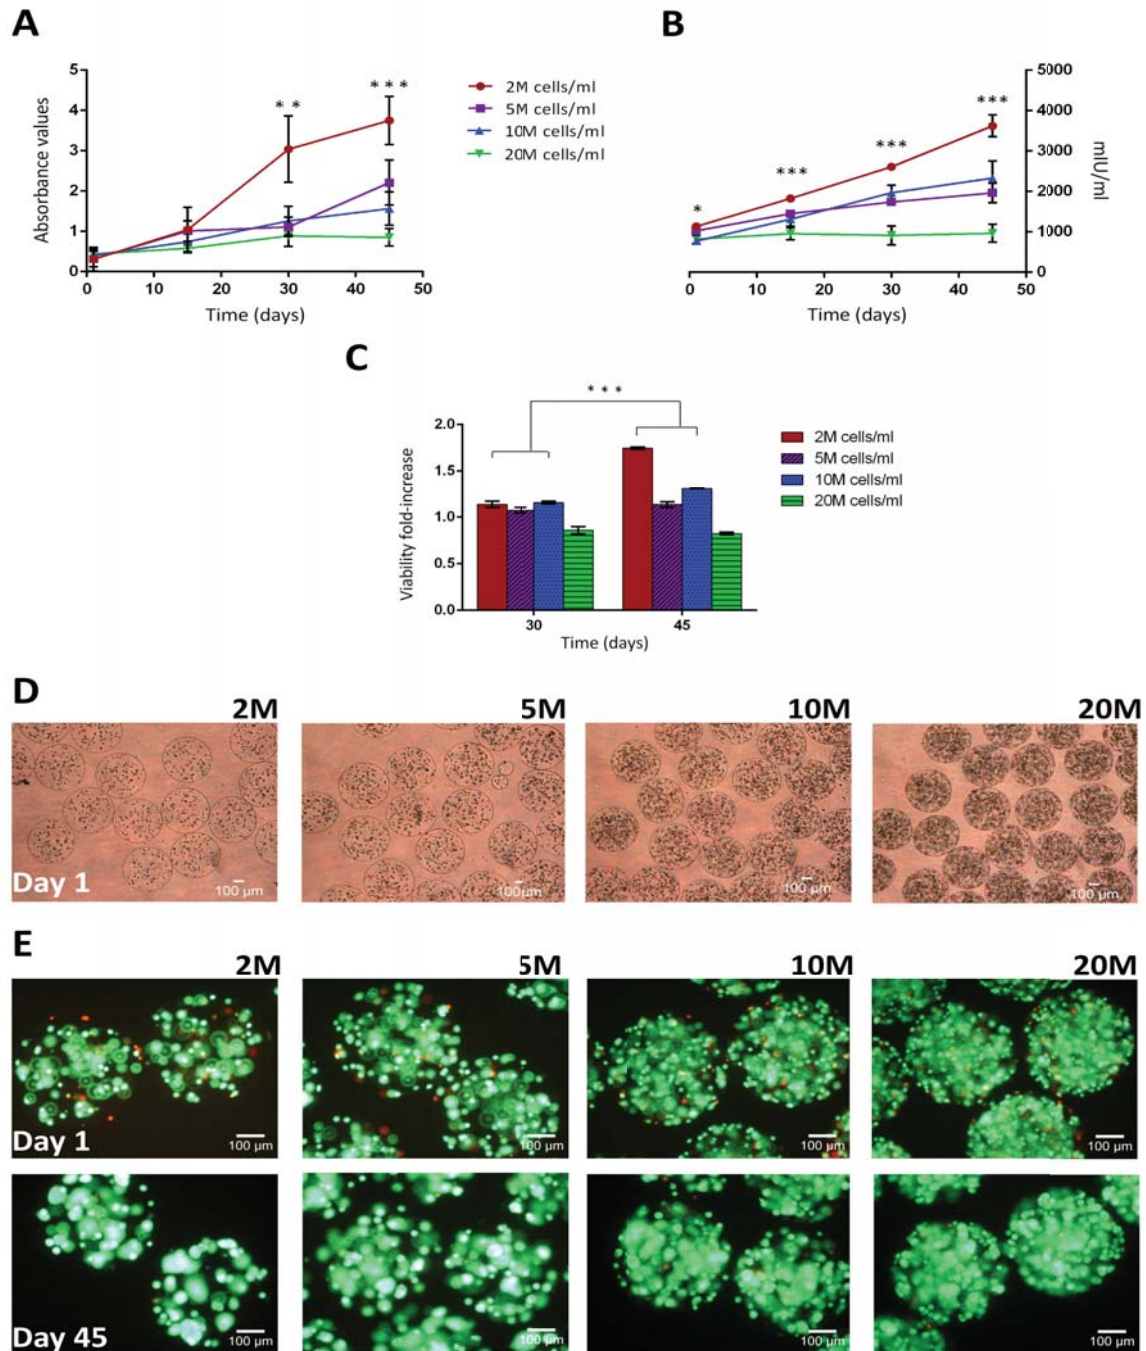 A
B
5
4
3
2
1
0
Absorbance values
** 
***
0 10 20 30 40 50
Time (days)
2M cells/ml
5M cells/ml
10M cells/ml
20M cells/ml
*
***
***
***
5000
4000
3000
2000
1000
0
mIU/ml
0 10 20 30 40 50
Time (days)
C
***
2.0
1.5
1.0
0.5
0.0
Viability fold-increase
30 45
Time (days)
2M cells/ml
5M cells/ml
10M cells/ml
20M cells/ml
D
2M 5M 10M 20M
Day 1
100 µm 100 µm 100 µm 100 µm
E
2M 5M 10M 20M
Day 1
100 µm 100 µm 100 µm 100 µm
Day 45
100 µm 100 µm 100 µm 100 µm